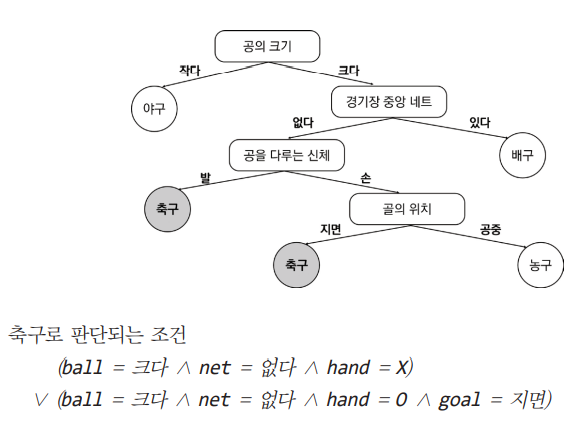 공의 크기
작다
크다
야구
경기장 중앙 네트
없다
있다
공을 다루는 신체
배구
발
손
축구
골의 위치
지면
공중
축구
농구
축구로 판단되는 조건
(ball = 크다 ∧ net = 없다 ∧ hand = X)
∨ (ball = 크다 ∧ net = 없다 ∧ hand = O ∧ goal = 지면)